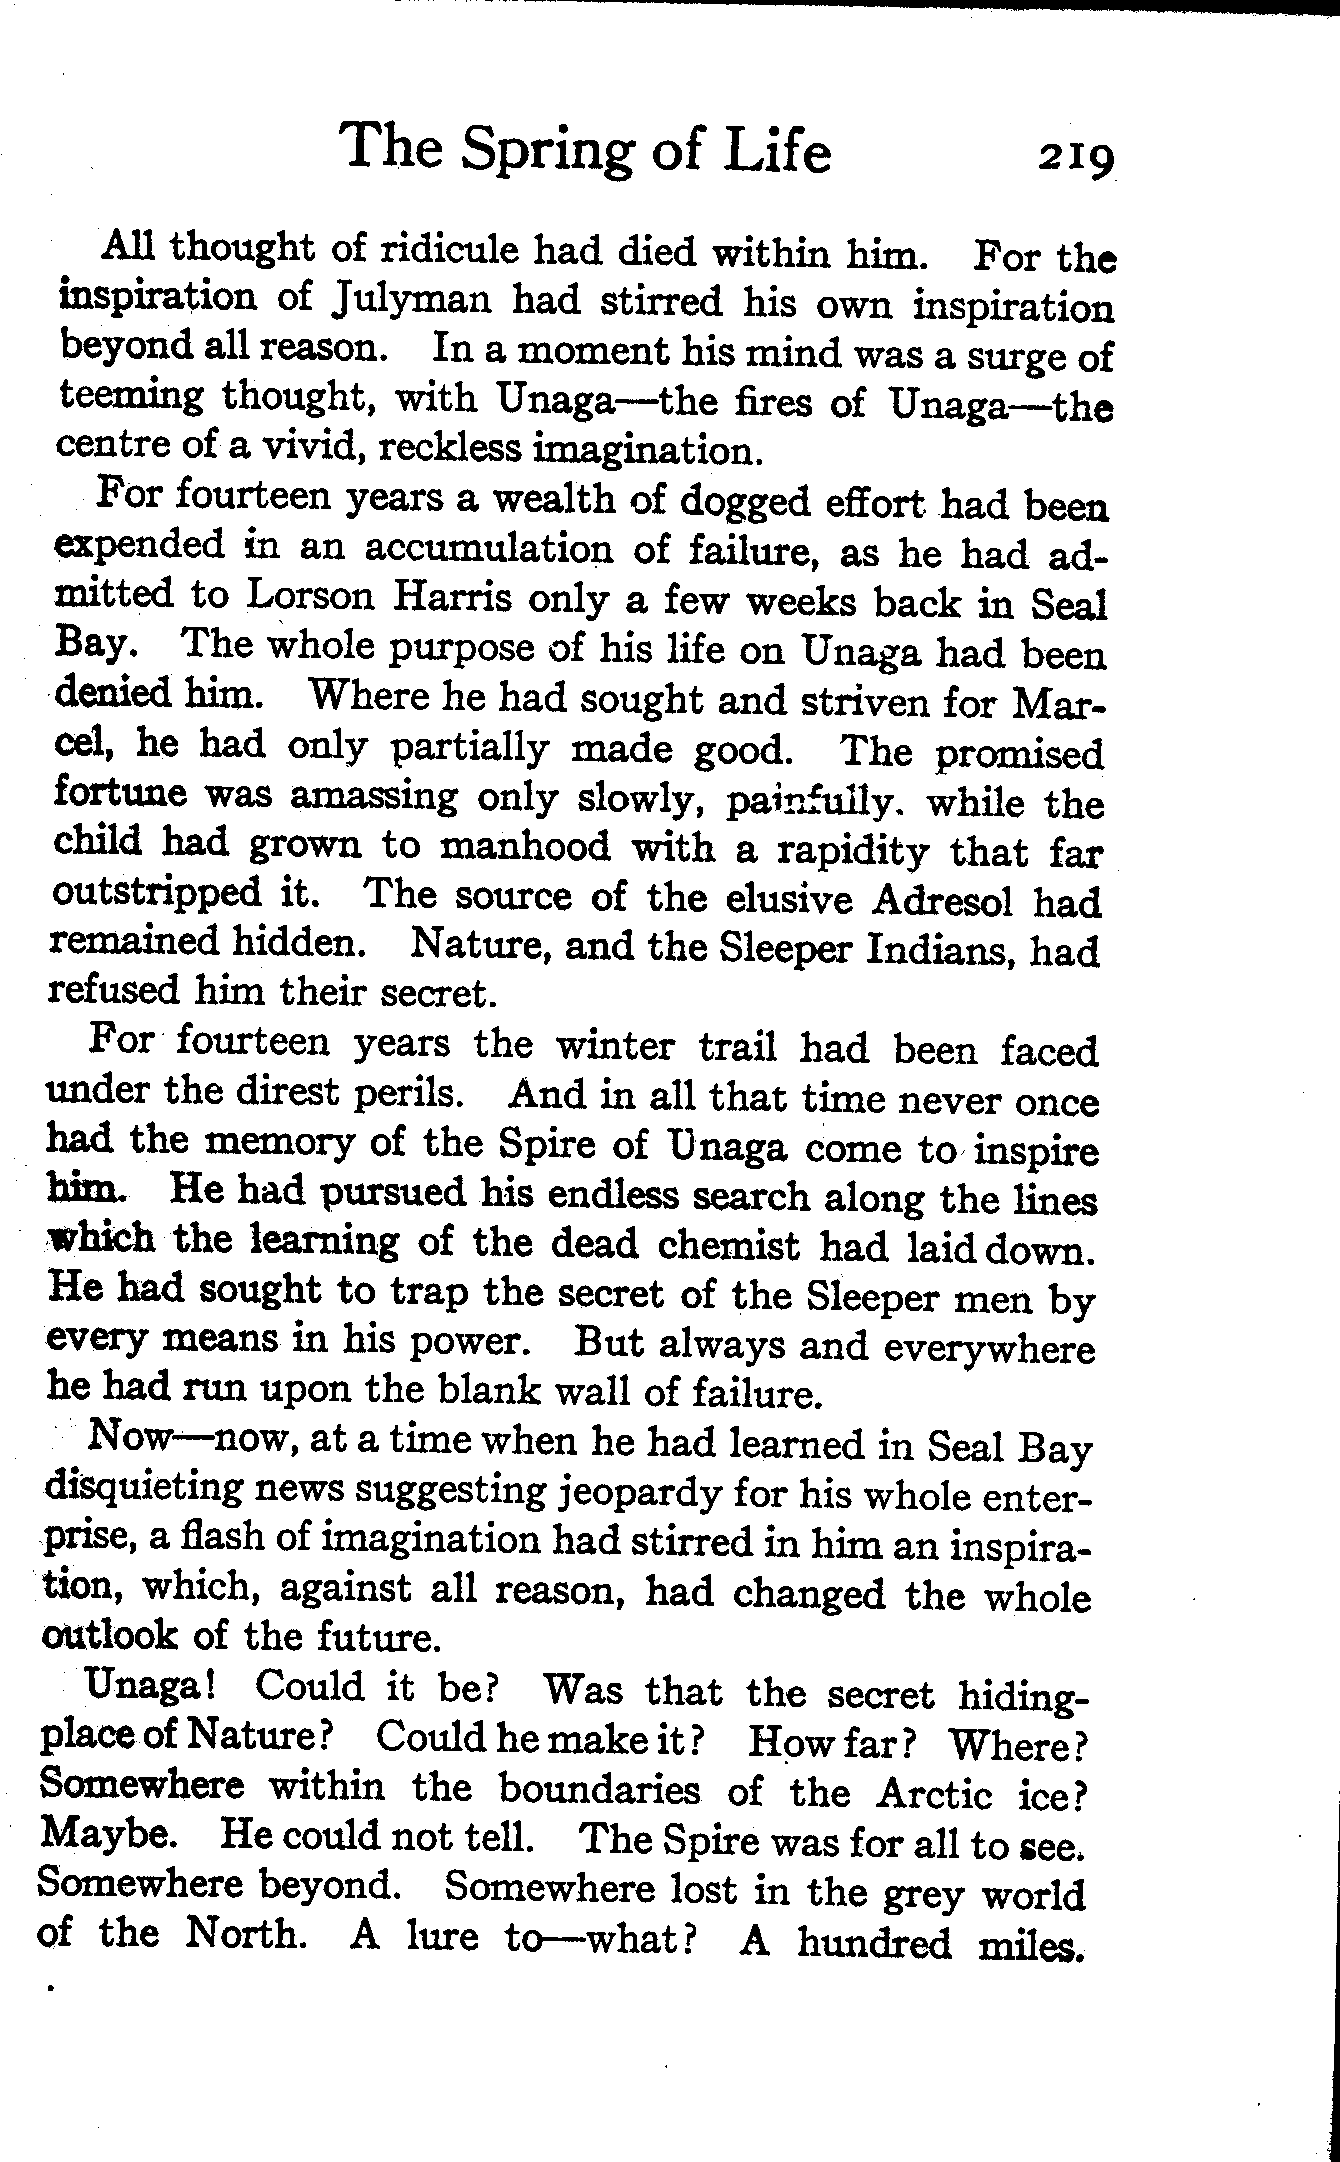 The Spring of Life 219
All thought of ridicule had died within him. For the
inspiration of Julyman had stirred his own inspiration
beyond all reason. In a moment his mind was a surge of
teeming thought, with Unaga—the fires of Unaga—the
centre of a vivid, reckless imagination.
For fourteen years a wealth of dogged effort had been
expended in an accumulation of failure, as he had ad-
mitted to Lorson Harris only a few weeks back in Seal
Bay. The whole purpose of his life on Unaga had been
denied him. Where he had sought and striven for Mar-
cel, he had only partially made good. The promised
fortune was amassing only slowly, painfully. while the
child had grown to manhood with a rapidity that far
outstripped it. The source of the elusive Adresol had
remained hidden. Nature, and the Sleeper Indians, had
refused him their secret.
For fourteen years the winter trail had been faced
under the direst perils. And in all that time never once
had the memory of the Spire of Unaga come to inspire
him. He had pursued his endless search along the lines
which the learning of the dead chemist had laid down.
He had sought to trap the secret of the Sleeper men by
every means in his power. But always and everywhere
he had run upon the blank wall of failure.
Now—now, at a time when he had learned in Seal Bay
disquieting news suggesting jeopardy for his whole enter-
prise, a flash of imagination had stirred in him an inspira-
tion, which, against all reason, had changed the whole
outlook of the future.
Unaga! Could it be? Was that the secret hiding-
place of Nature? Could he make it? How far? Where?
Somewhere within the boundaries of the Arctic ice?
Maybe. He could not tell. The Spire was for all to see.
Somewhere beyond. Somewhere lost in the grey world
of the North. A lure to—what? A hundred miles.